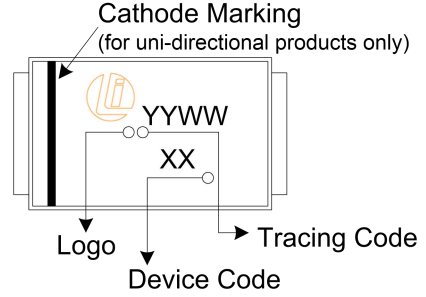 Cathode Marking
(for uni-directional products only)
YYWW
XX
Logo
Tracing Code
Device Code